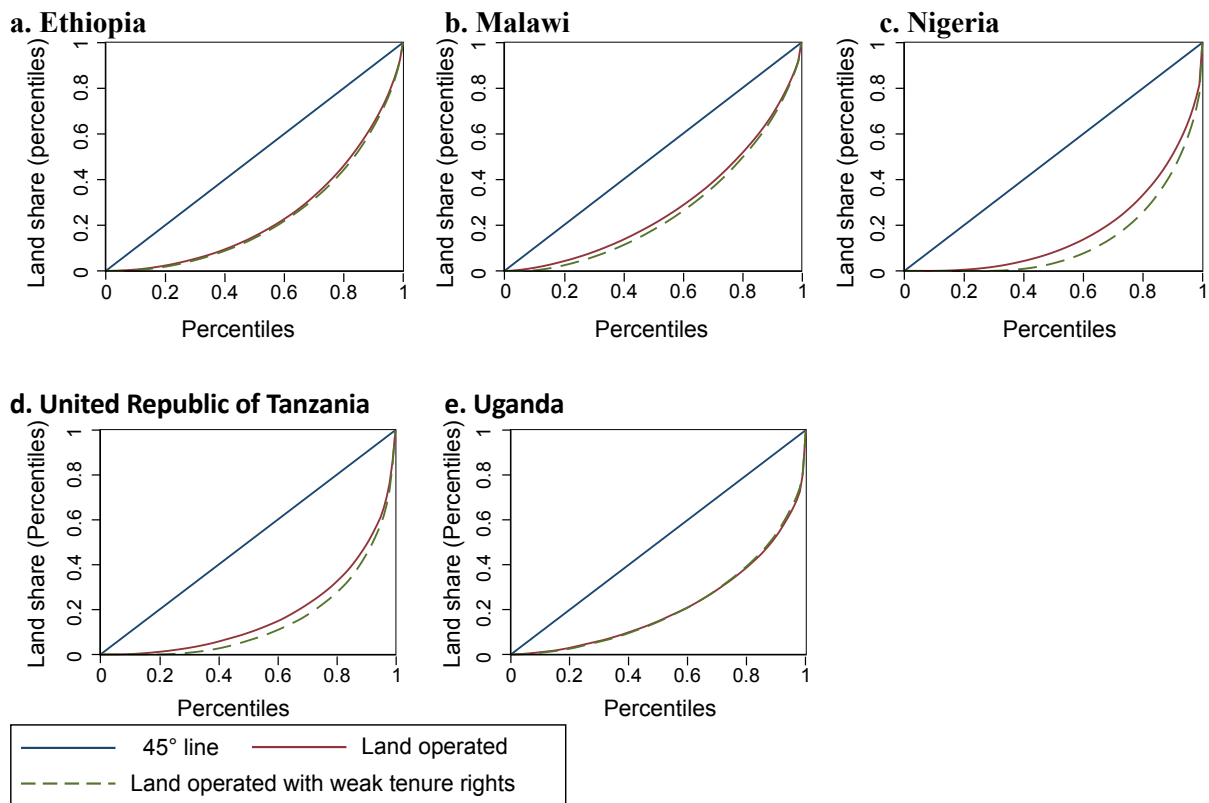 a. Ethiopia
Land share (percentiles)
0 0.2 0.4 0.6 0.8 1
0 0.2 0.4 0.6 0.8 1
Percentiles
b. Malawi
Land share (percentiles)
0 0.2 0.4 0.6 0.8 1
0 0.2 0.4 0.6 0.8 1
Percentiles
c. Nigeria
Land share (percentiles)
0 0.2 0.4 0.6 0.8 1
0 0.2 0.4 0.6 0.8 1
Percentiles
d. United Republic of Tanzania
Land share (Percentiles)
0 0.2 0.4 0.6 0.8 1
0 0.2 0.4 0.6 0.8 1
Percentiles
e. Uganda
Land share (Percentiles)
0 0.2 0.4 0.6 0.8 1
0 0.2 0.4 0.6 0.8 1
Percentiles
45° line
Land operated
Land operated with weak tenure rights